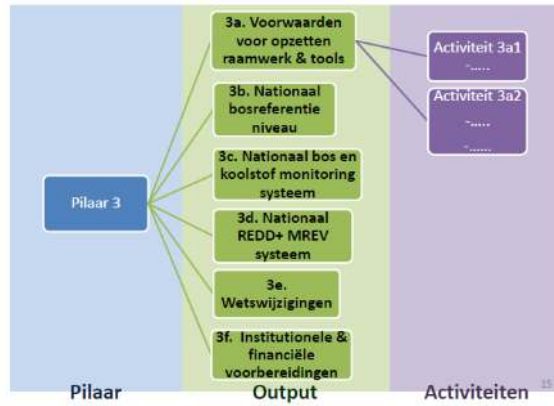 Pilaar 3
3a. Voorwaarden
voor opzetten
raamwerk & tools
3b. Nationaal
bosreferentie
niveau
3c. Nationaal bos en
koolstof monitoring
systeem
3d. Nationaal
REDD+ MREV
systeem
3e.
Wetswijzigingen
3f. Institutionele &
financiële
voorbereidingen
Activiteit 3a1
-.....
Activiteit 3a2
-.....
-......
Pilaar
Output
Activiteiten
15